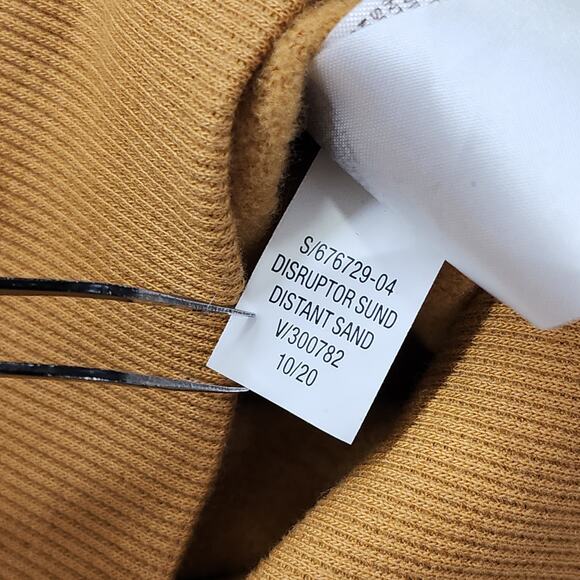 S/676729-04
DISRUPTOR SUND
DISTANT SAND
V/300782
10/20